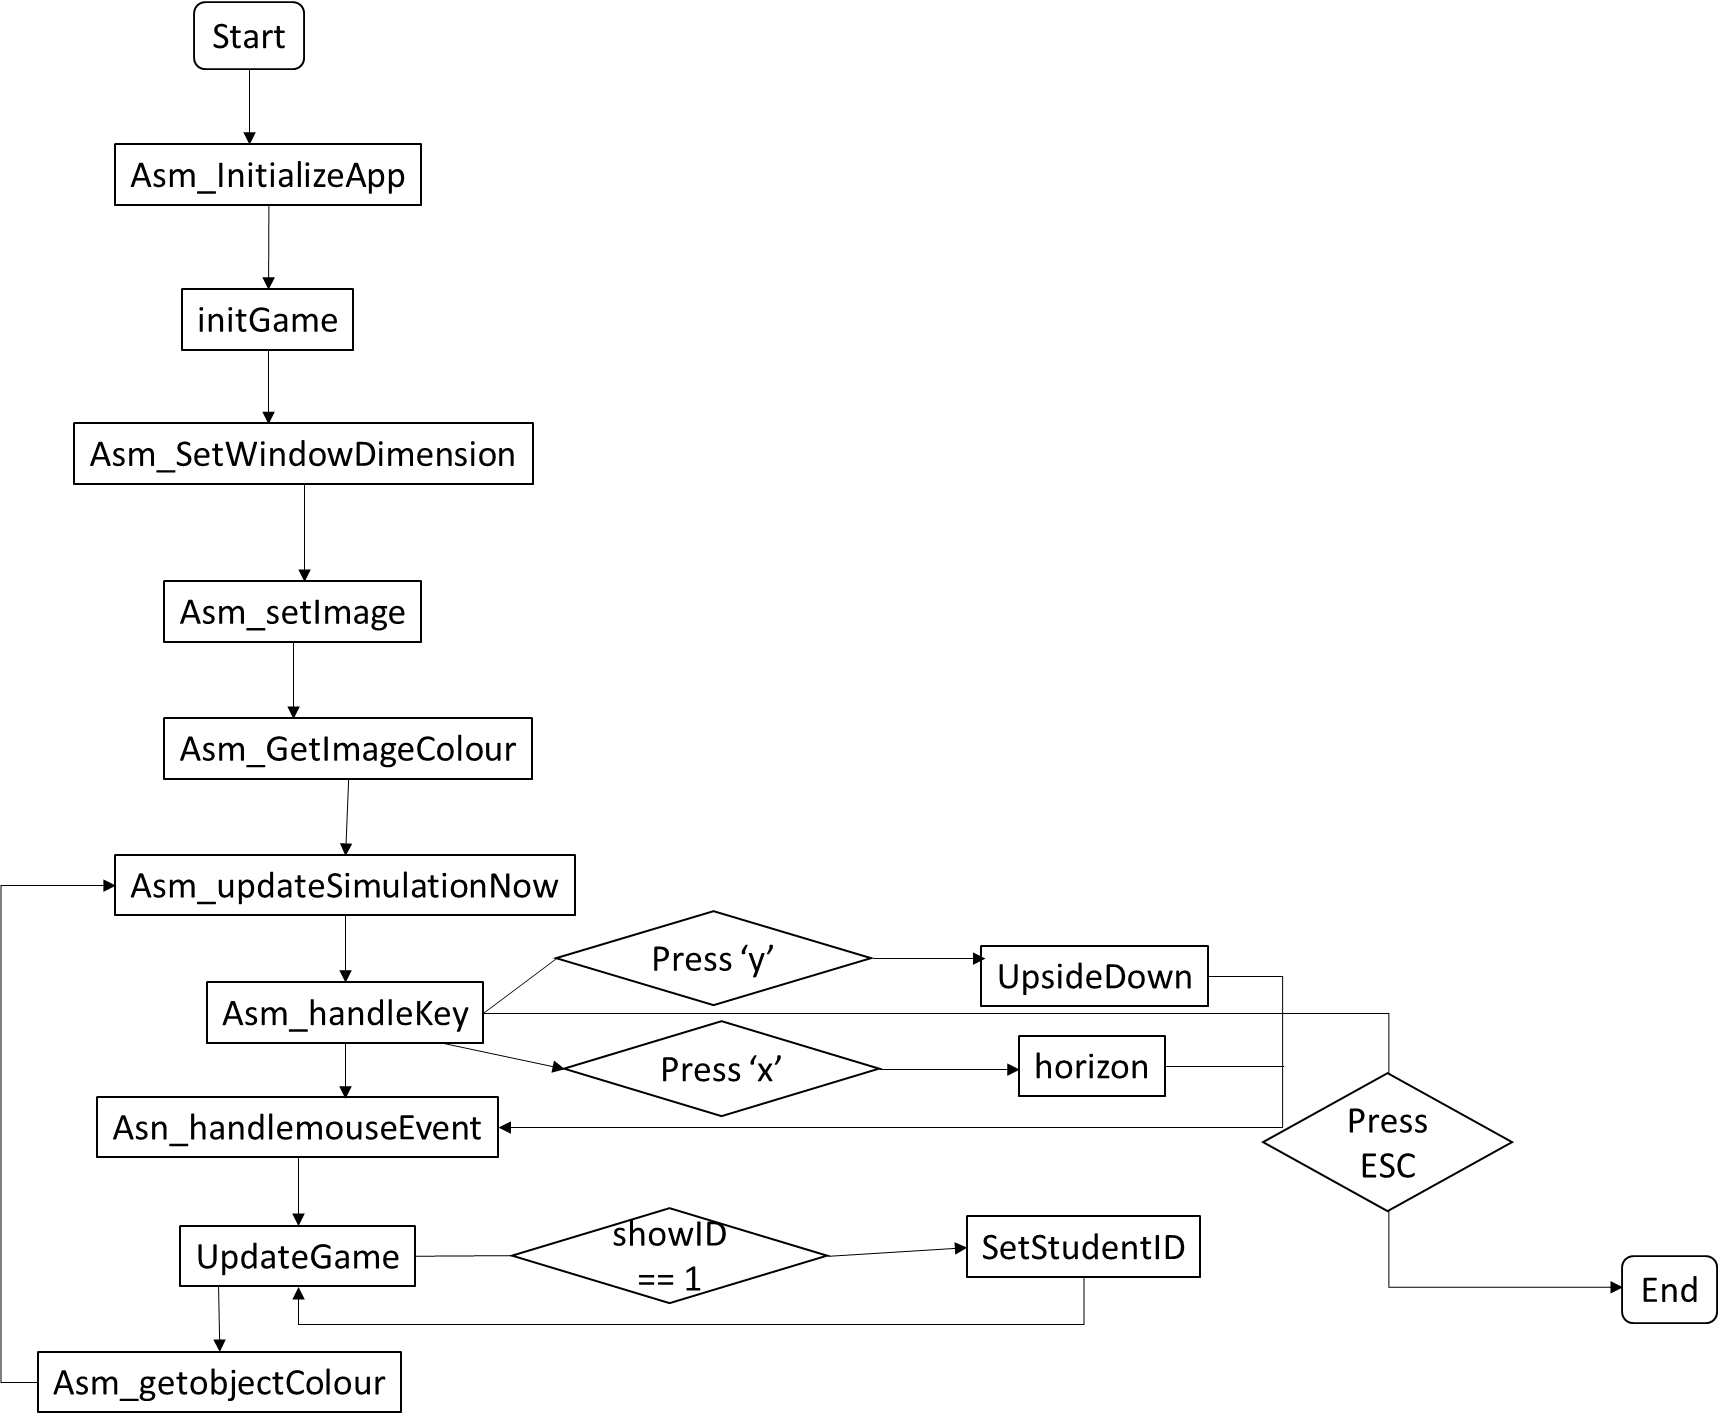 Start
Asm_InitializeApp
initGame
Asm_SetWindowDimension
Asm_setImage
Asm_GetImageColour
Asm_updateSimulationNow
Press ‘y’
UpsideDown
Asm_handleKey
Press ‘x’
horizon
Asn_handlemouseEvent
Press
ESC
UpdateGame
showID
== 1
SetStudentID
End
Asm_getobjectColour